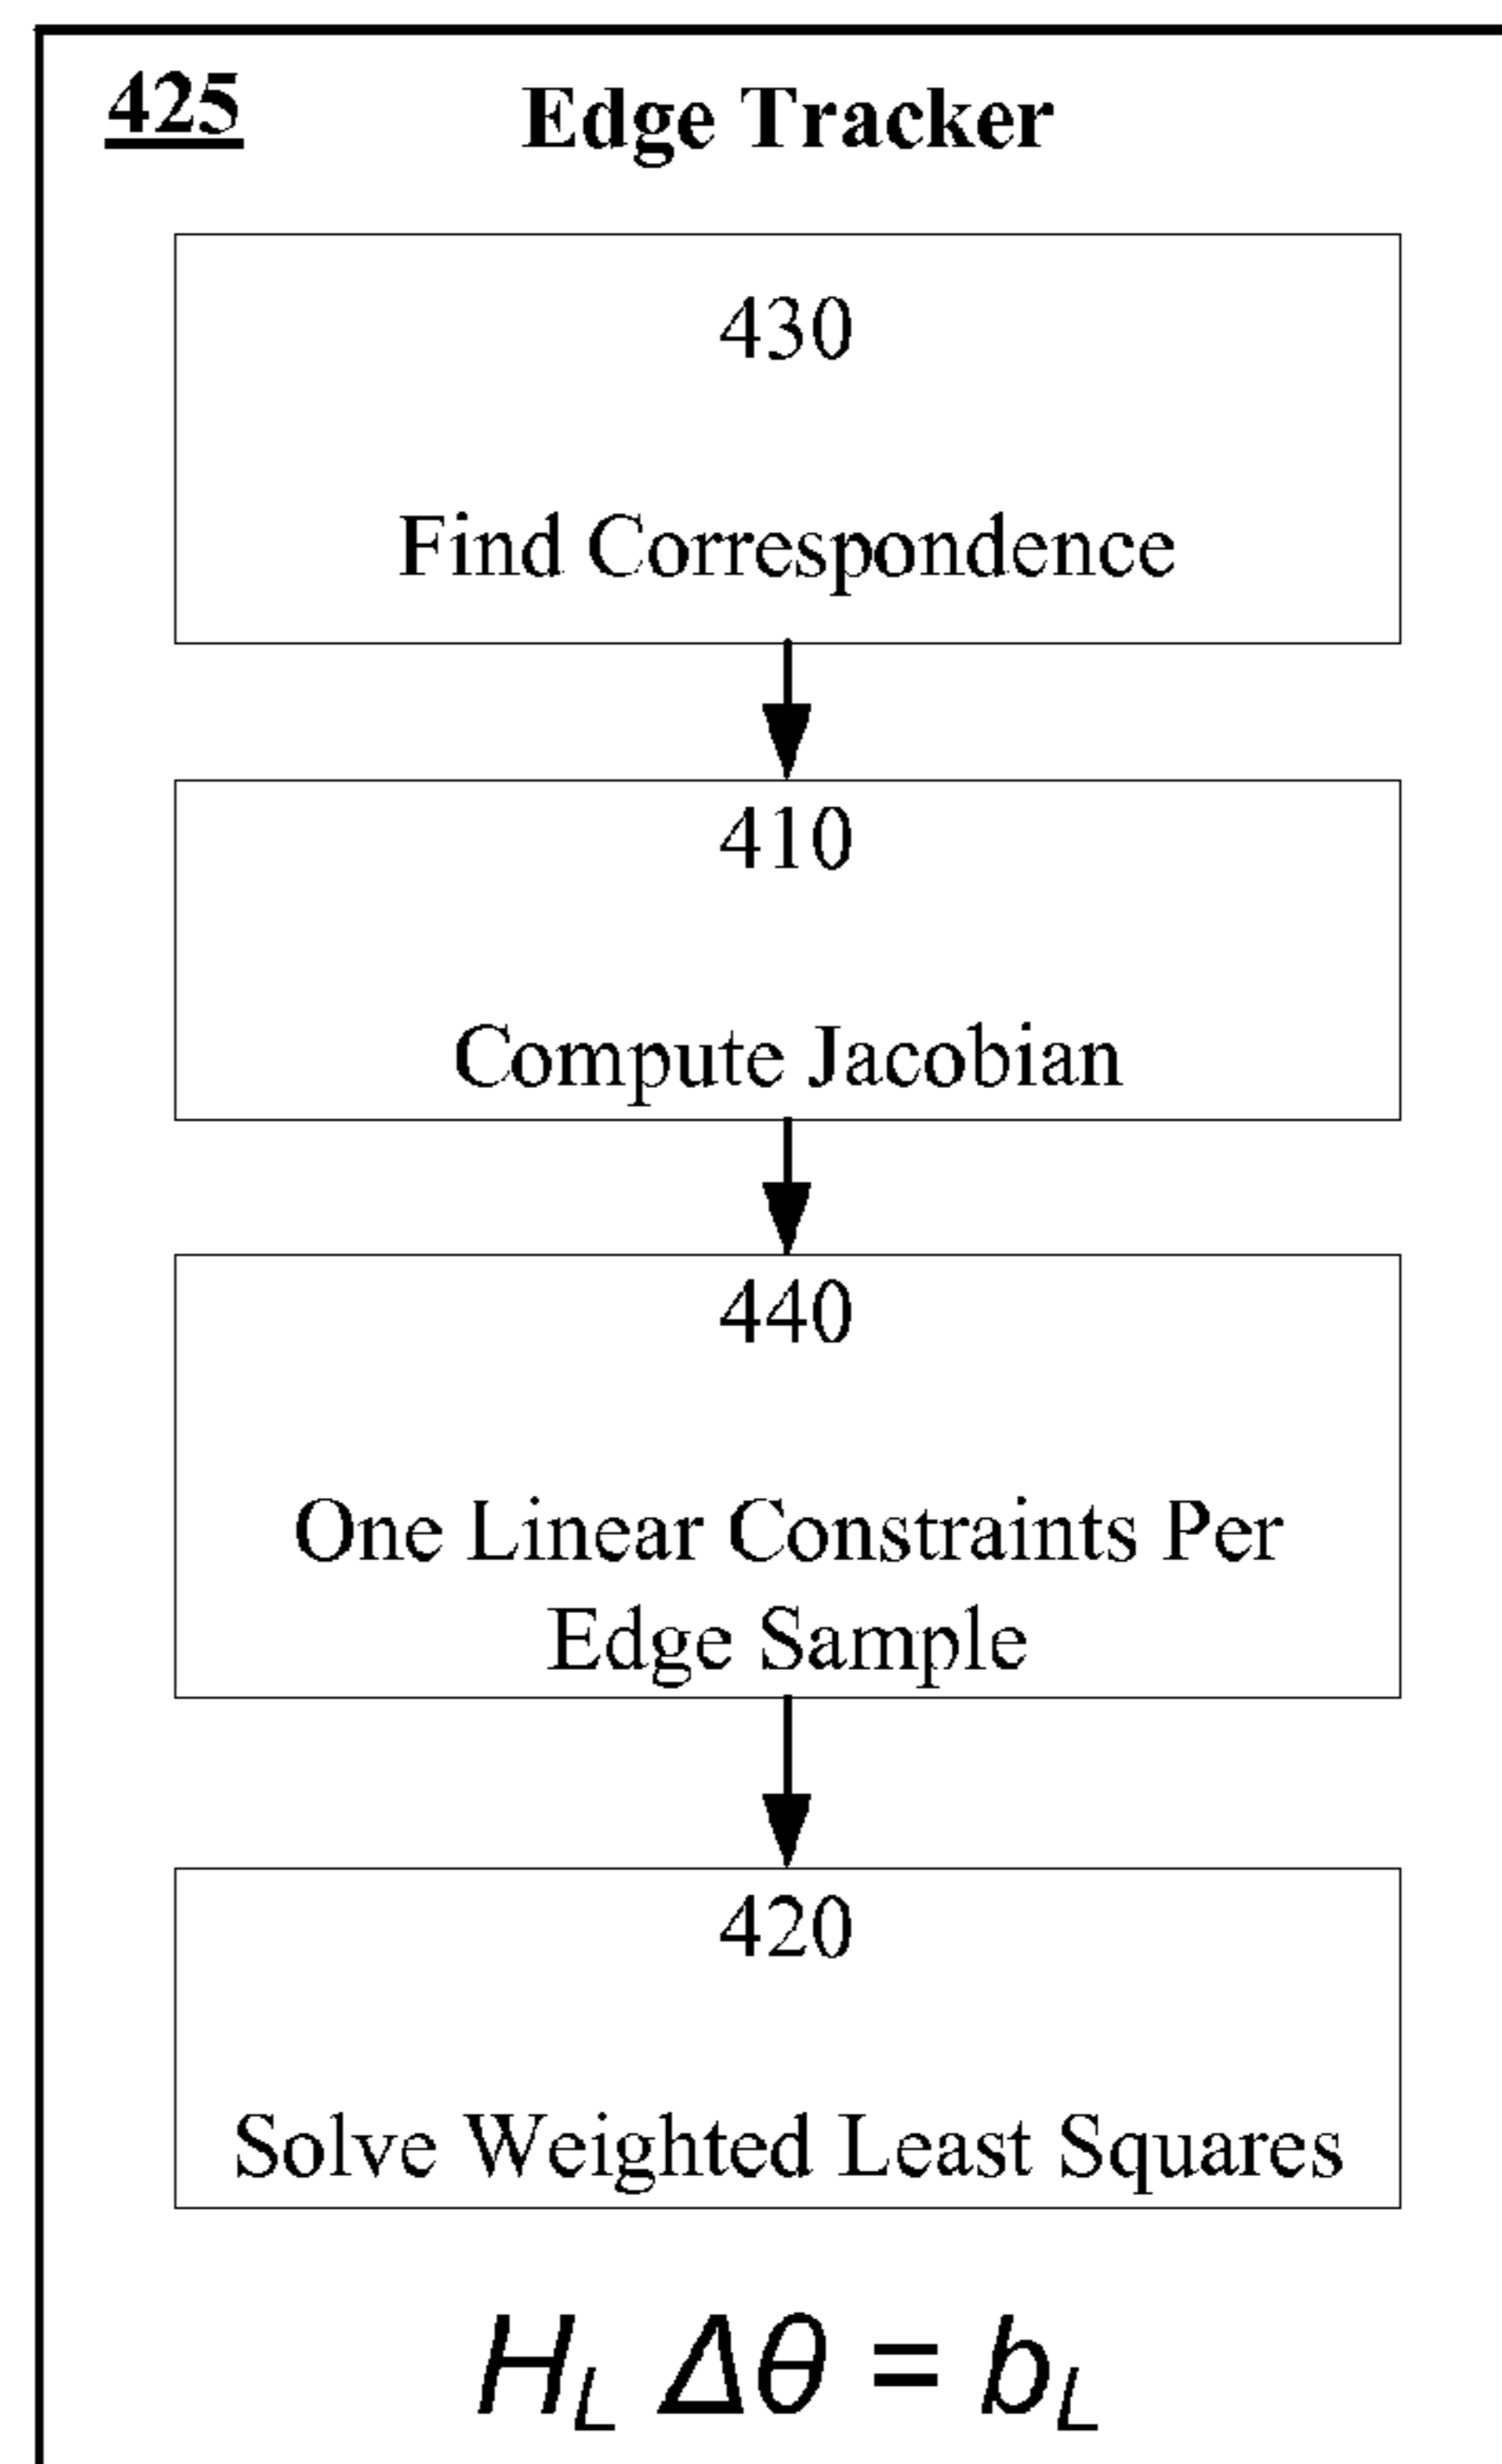 425 Edge Tracker
430
Find Correspondence
410
Compute Jacobian
440
One Linear Constraints Per
Edge Sample
420
Solve Weighted Least Squares
H_L Δθ = b_L